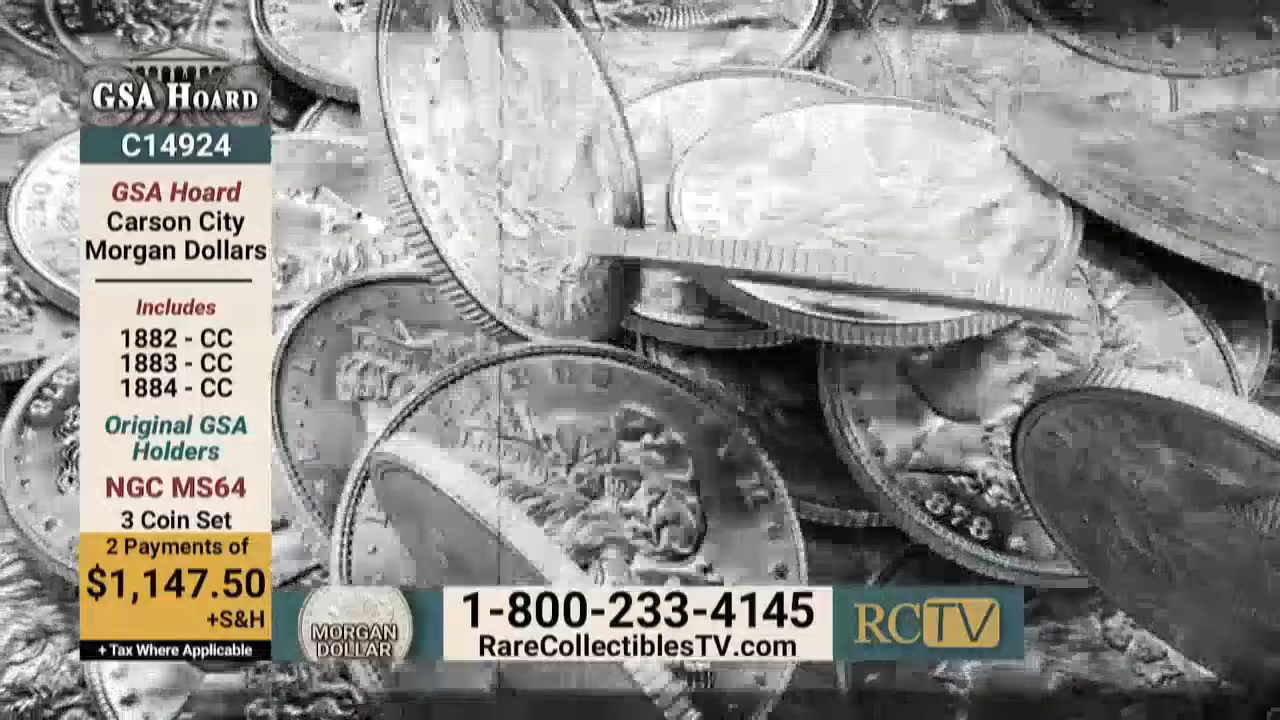 GSA HOARD
C14924
GSA Hoard
Carson City
Morgan Dollars
Includes
1882 - CC
1883 - CC
1884 - CC
Original GSA
Holders
NGC MS64
3 Coin Set
2 Payments of
$1,147.50
+S&H
+ Tax Where Applicable
MORGAN
DOLLAR
1-800-233-4145
RareCollectiblesTV.com
RCTV